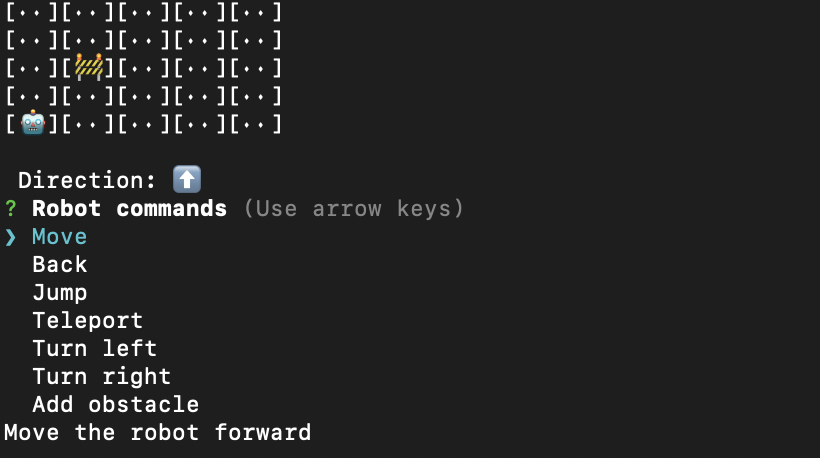 [··][··][··][··][··]
[··][··][··][··][··]
[··][🚧][··][··][··]
[··][··][··][··][··]
[🤖][··][··][··][··]
Direction: ⬆️
? Robot commands (Use arrow keys)
❯ Move
Back
Jump
Teleport
Turn left
Turn right
Add obstacle
Move the robot forward